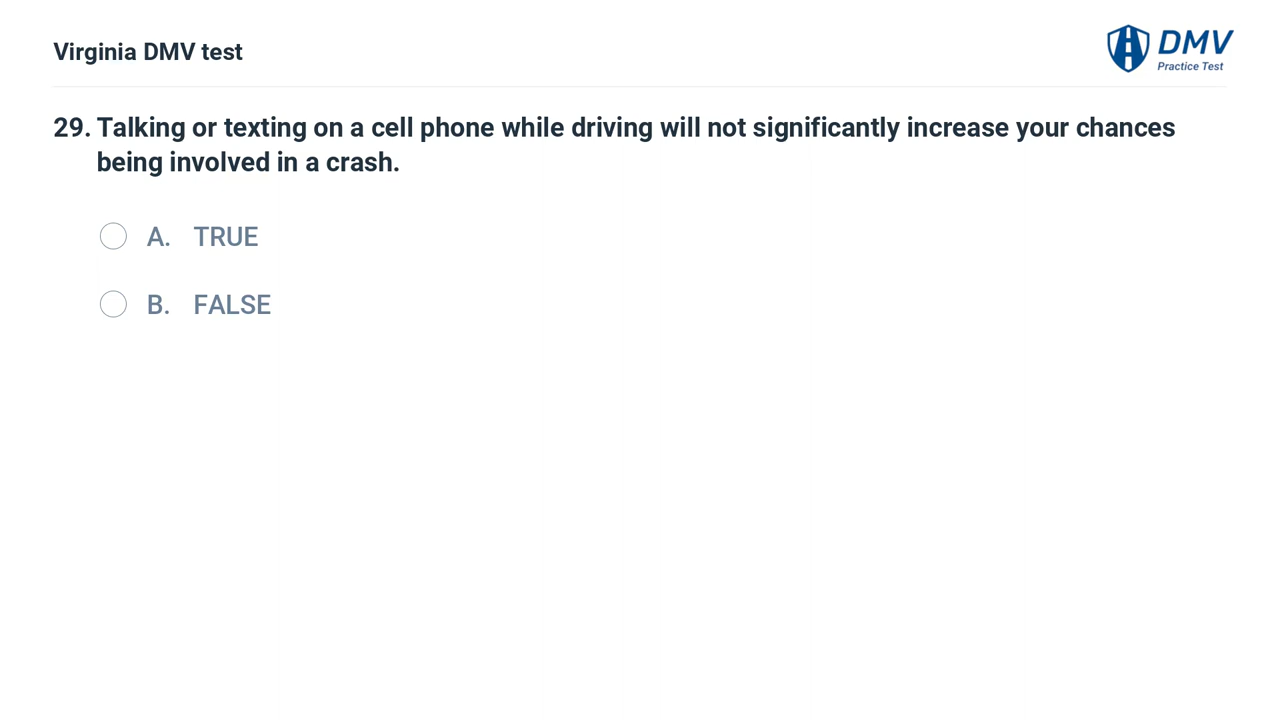 Virginia DMV test
DMV
Practice Test
29. Talking or texting on a cell phone while driving will not significantly increase your chances
being involved in a crash.
A. TRUE
B. FALSE